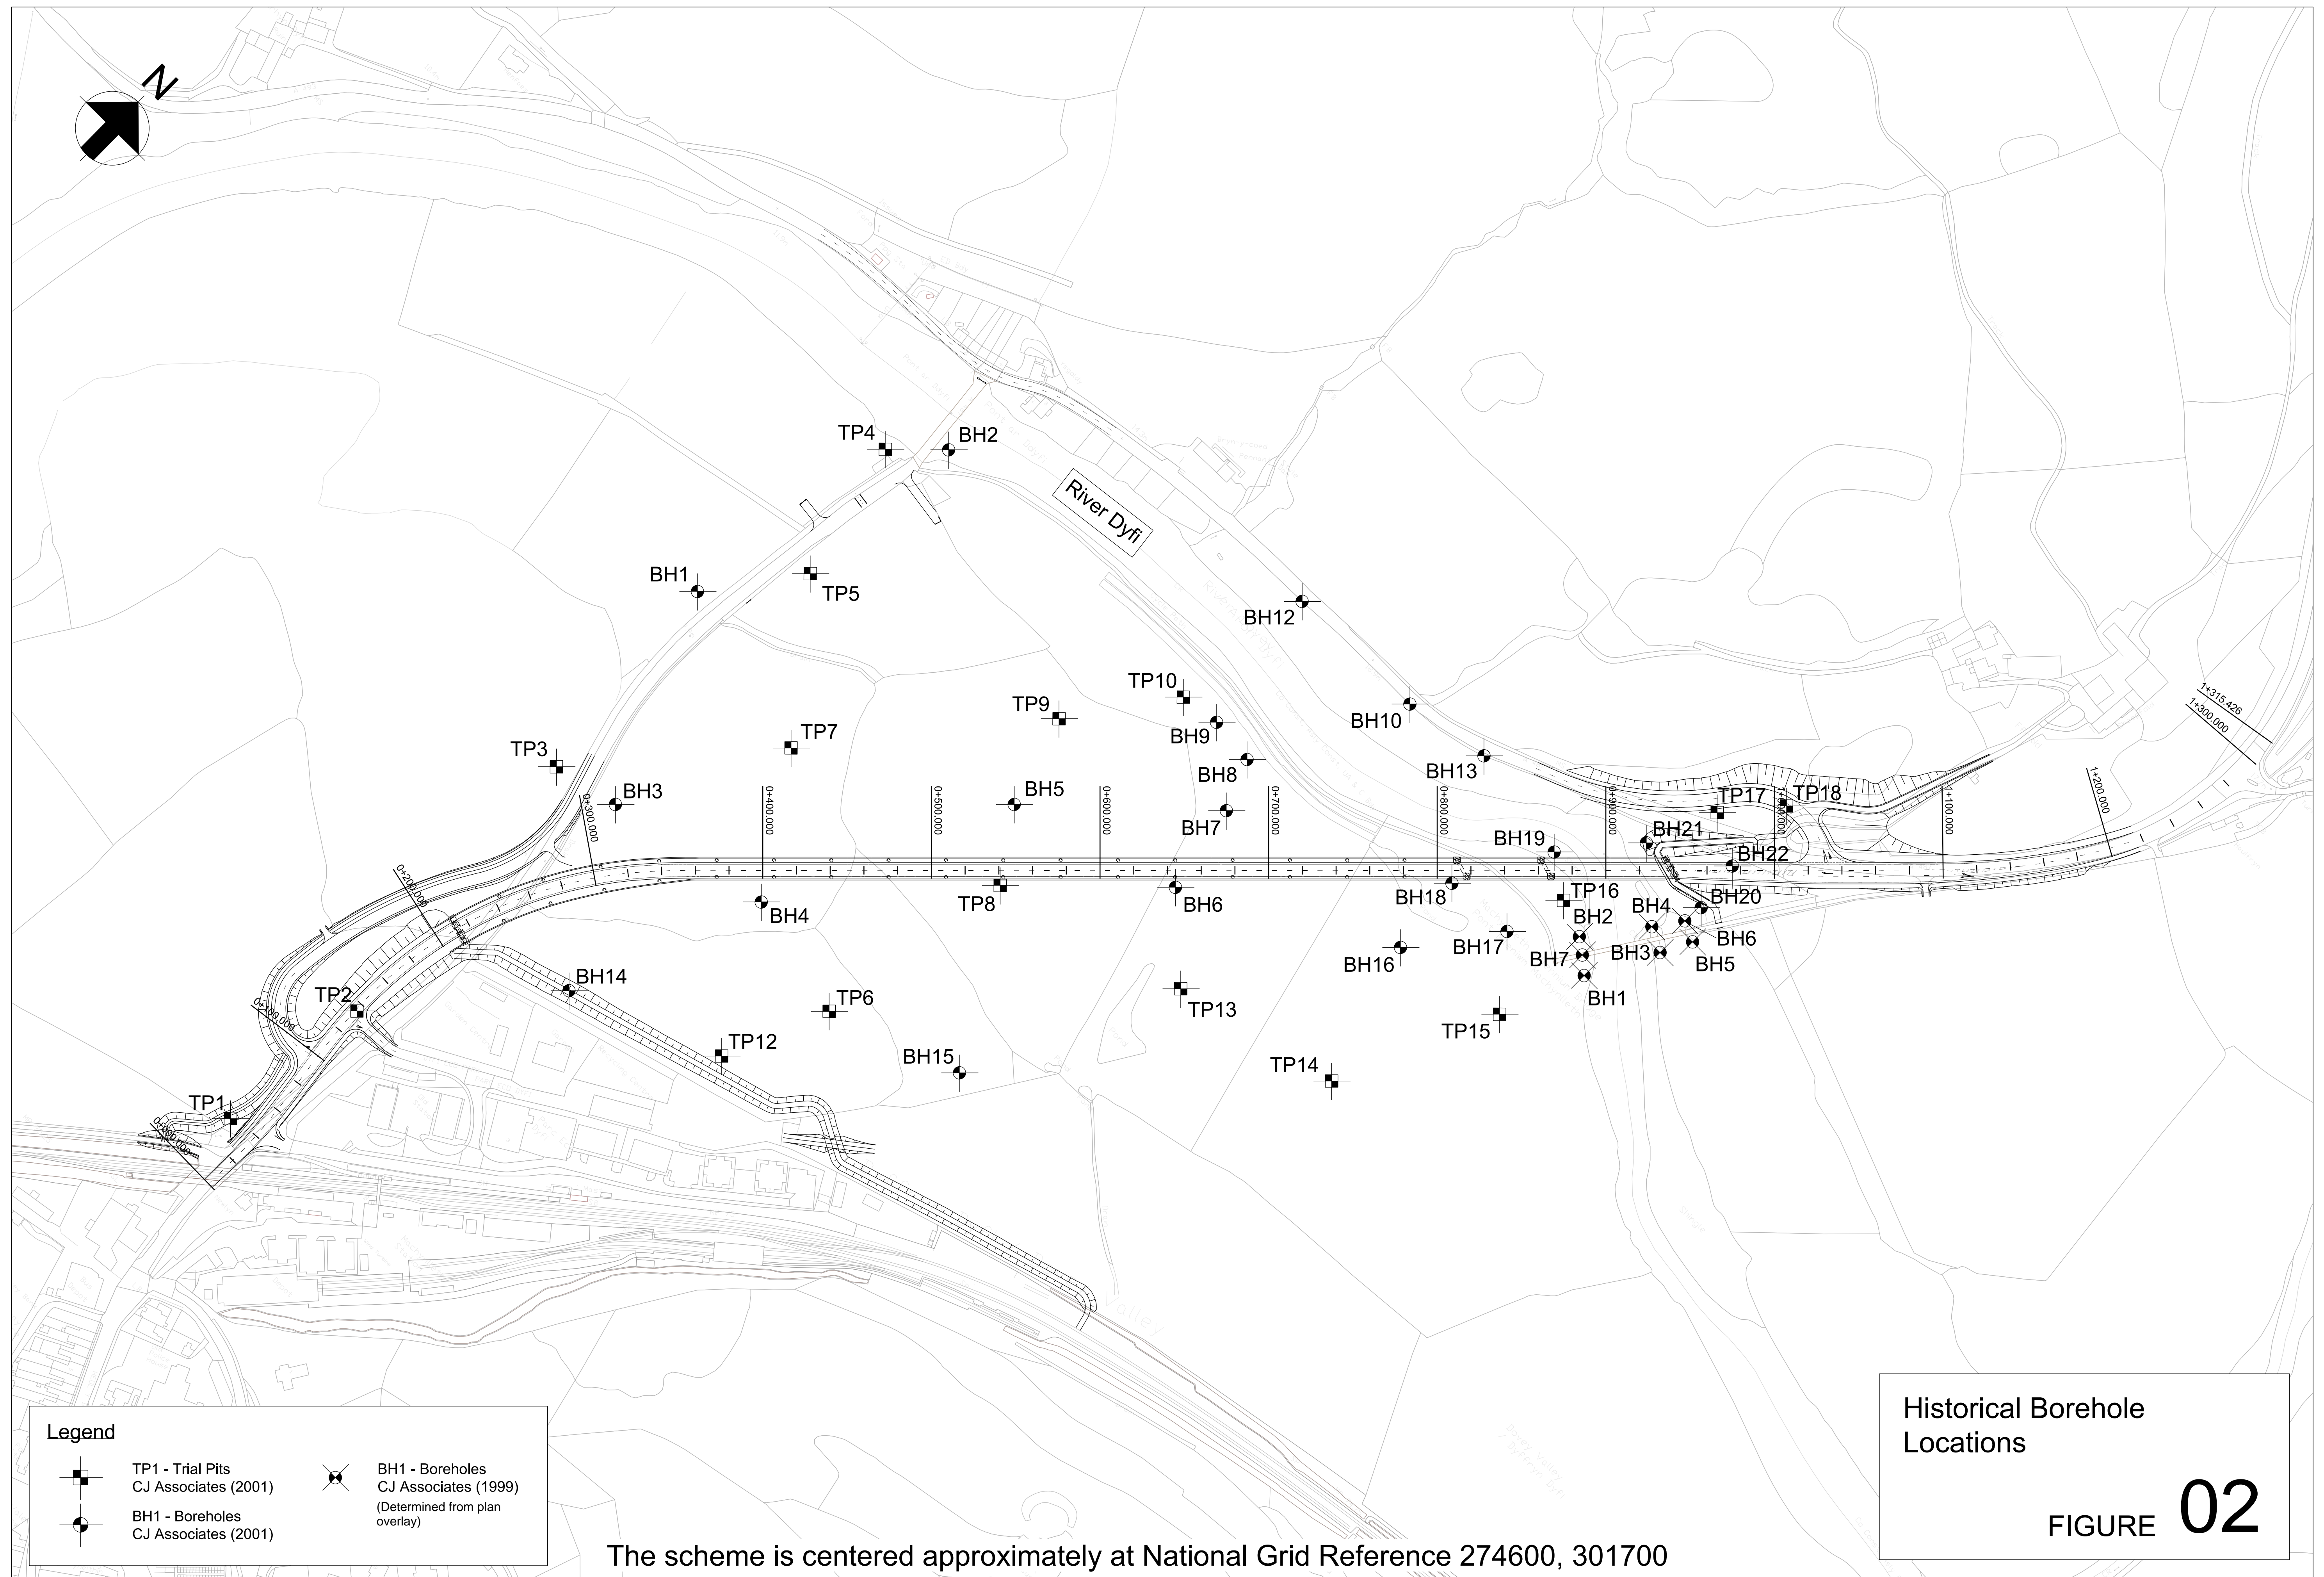 N
TP4
BH2
River Dyfi
BH1
TP5
BH12
TP10
TP9
BH9
BH10
TP7
TP3
BH8
BH13
BH3
BH5
BH7
1+315.426
1+300.000
1+200.000
TP17
TP18
0+300.000
0+400.000
0+500.000
0+600.000
0+700.000
0+800.000
0+900.000
1+100.000
BH19
BH21
BH22
0+200.000
BH4
TP8
BH6
BH18
TP16
BH20
BH2
BH4
BH6
BH17
BH16
BH7
BH3
BH5
BH1
BH14
TP2
TP6
TP13
0+100.000
TP15
TP12
BH15
TP14
TP1
0+000.000
Pond
Valley
Legend
TP1 - Trial Pits
CJ Associates (2001)
BH1 - Boreholes
CJ Associates (2001)
BH1 - Boreholes
CJ Associates (1999)
(Determined from plan
overlay)
The scheme is centered approximately at National Grid Reference 274600, 301700
Historical Borehole
Locations
FIGURE 02